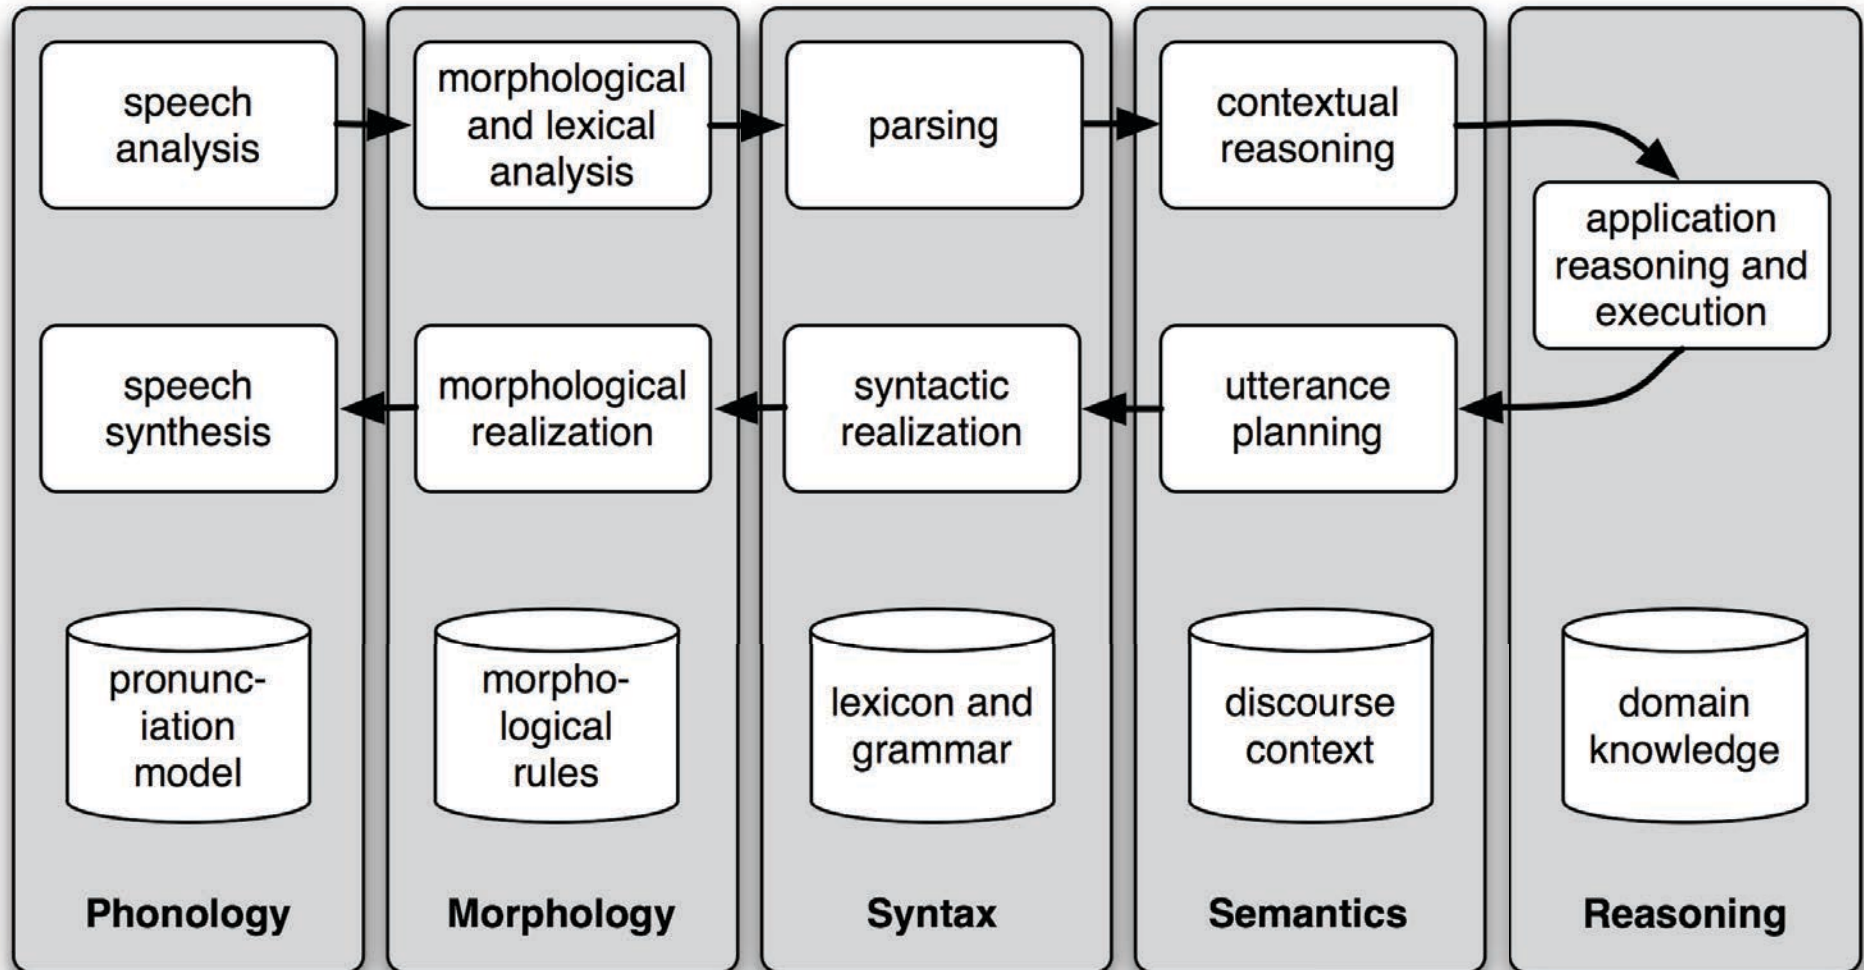 speech
analysis
morphological
and lexical
analysis
parsing
contextual
reasoning
application
reasoning and
execution
speech
synthesis
morphological
realization
syntactic
realization
utterance
planning
pronunc-
iation
model
morpho-
logical
rules
lexicon and
grammar
discourse
context
domain
knowledge
Phonology
Morphology
Syntax
Semantics
Reasoning